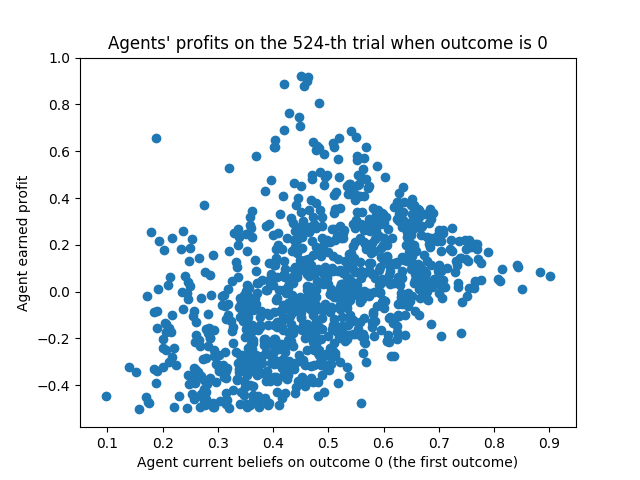 Agents' profits on the 524-th trial when outcome is 0
1.0
0.8
0.6
0.4
0.2
0.0
−0.2
−0.4
Agent earned profit
0.1 0.2 0.3 0.4 0.5 0.6 0.7 0.8 0.9
Agent current beliefs on outcome 0 (the first outcome)